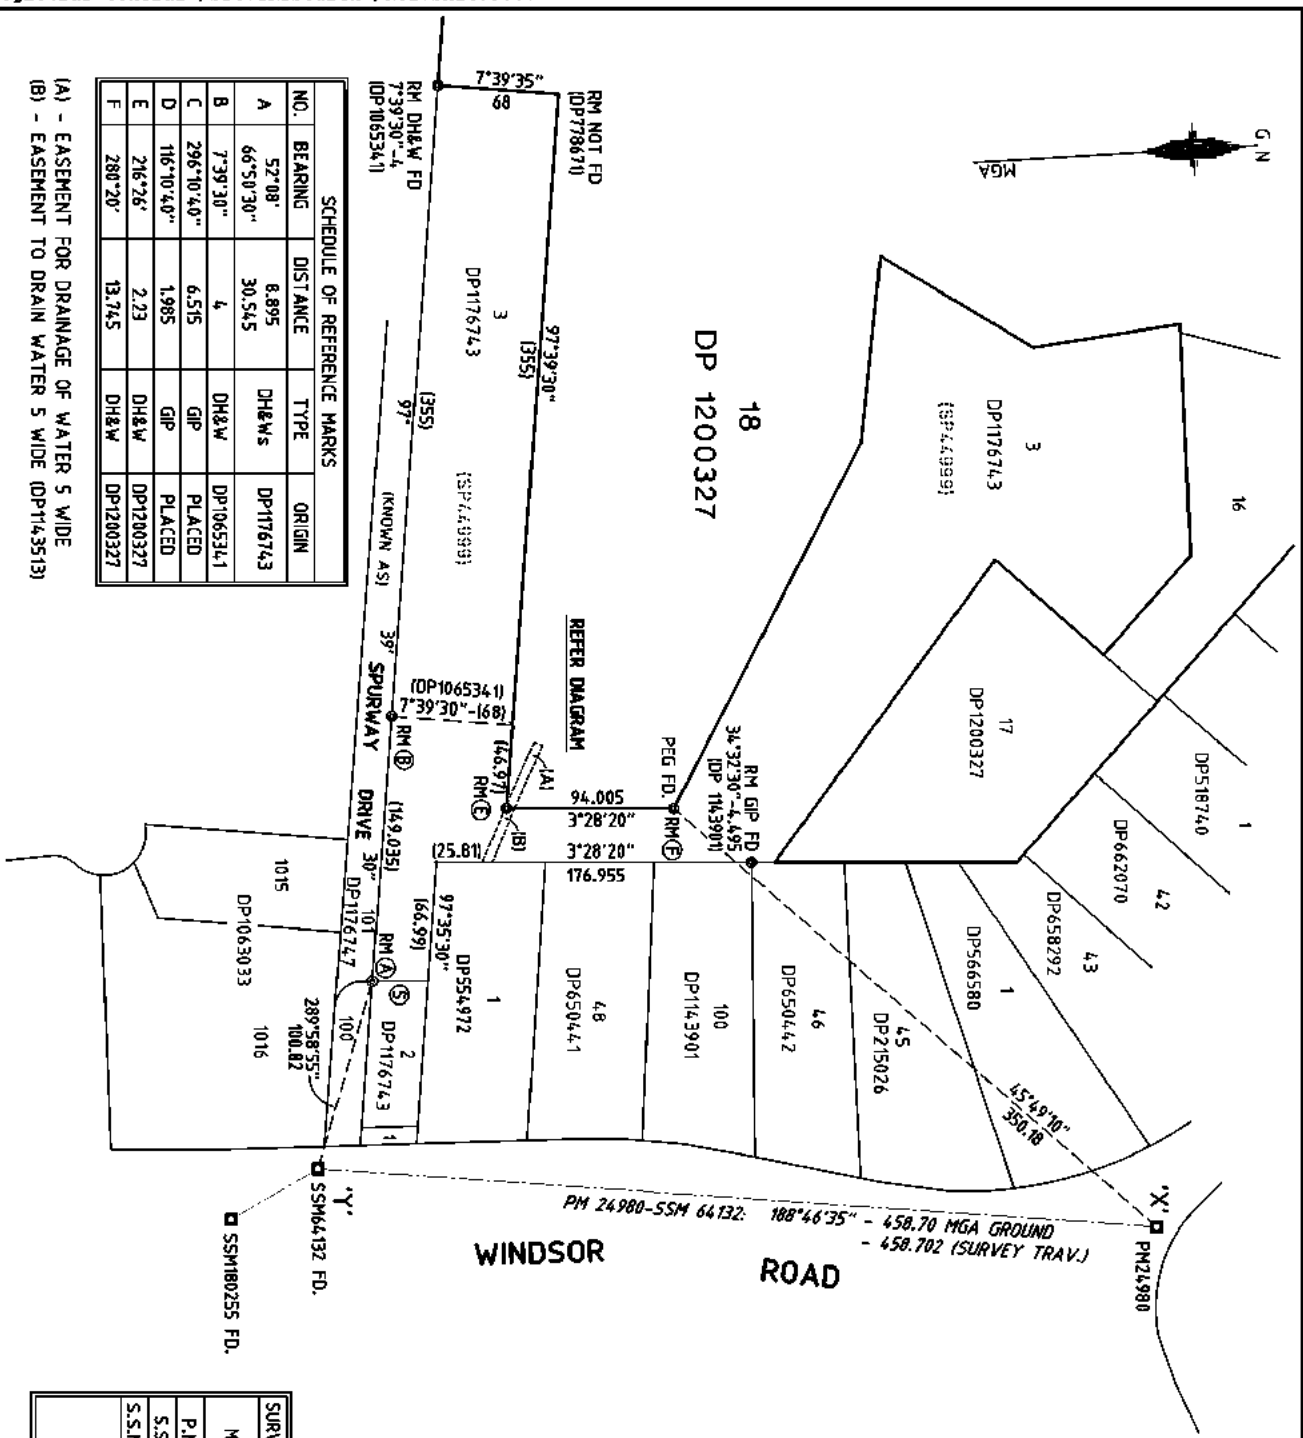 G N
MGA
RM NOT FD
(DP778671)
7°39'35"
68
RM DH&W FD
7°39'30"-4
(DP1065341)
3
DP1176743
(SP44999)
97°39'30"
(355)
(355)
97°
39'
30"
(KNOWN AS)
SPURWAY DRIVE
18
DP 1200327
3
DP1176743
(SP44999)
16
17
DP1200327
1
DP518740
42
DP662070
43
DP658292
1
DP566580
45
DP215026
46
DP650442
100
DP1143901
48
DP650441
1
DP554972
2
DP1176743
1
REFER DIAGRAM
(DP1065341)
7°39'30"-(68)
RM (B)
(46.97)
RM (E)
(A)
(B)
94.005
3°28'20"
PEG FD.
RM (F)
RM GIP FD
34°32'30"-4.495
(DP 1143901)
3°28'20"
176.955
(25.81)
97°35'30"
(66.99)
(149.035)
RM (A)
(S)
101
DP1176747
100
1015
DP1063033
1016
289°58'55"
100.82
45°49'10"
350.18
'X'
PM24980
'Y'
SSM64132 FD.
SSM180255 FD.
PM 24980-SSM 64132: 188°46'35" - 458.70 MGA GROUND
- 458.702 (SURVEY TRAV.)
WINDSOR ROAD
SCHEDULE OF REFERENCE MARKS
NO. BEARING DISTANCE TYPE ORIGIN
A 52°08' 8.895 DH&Ws DP1176743
66°50'30" 30.545
B 7°39'30" 4 DH&W DP1065341
C 296°10'40" 6.515 GIP PLACED
D 116°10'40" 1.985 GIP PLACED
E 216°26' 2.23 DH&W DP1200327
F 280°20' 13.745 DH&W DP1200327
(A) - EASEMENT FOR DRAINAGE OF WATER 5 WIDE
(B) - EASEMENT TO DRAIN WATER 5 WIDE (DP1143513)